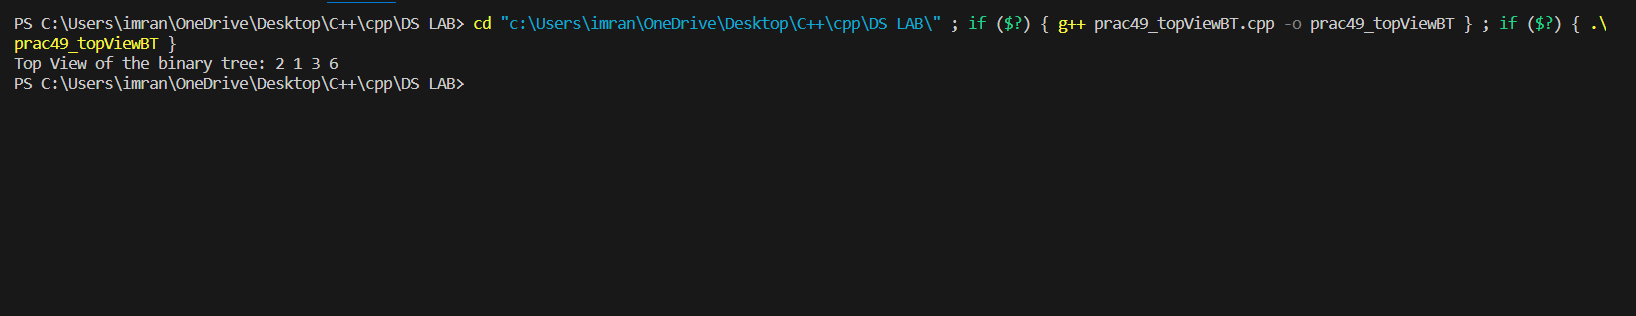 PS C:\Users\imran\OneDrive\Desktop\C++\cpp\DS LAB> cd "c:\Users\imran\OneDrive\Desktop\C++\cpp\DS LAB\" ; if ($?) { g++ prac49_topViewBT.cpp -o prac49_topViewBT } ; if ($?) { .\
prac49_topViewBT }
Top View of the binary tree: 2 1 3 6
PS C:\Users\imran\OneDrive\Desktop\C++\cpp\DS LAB>